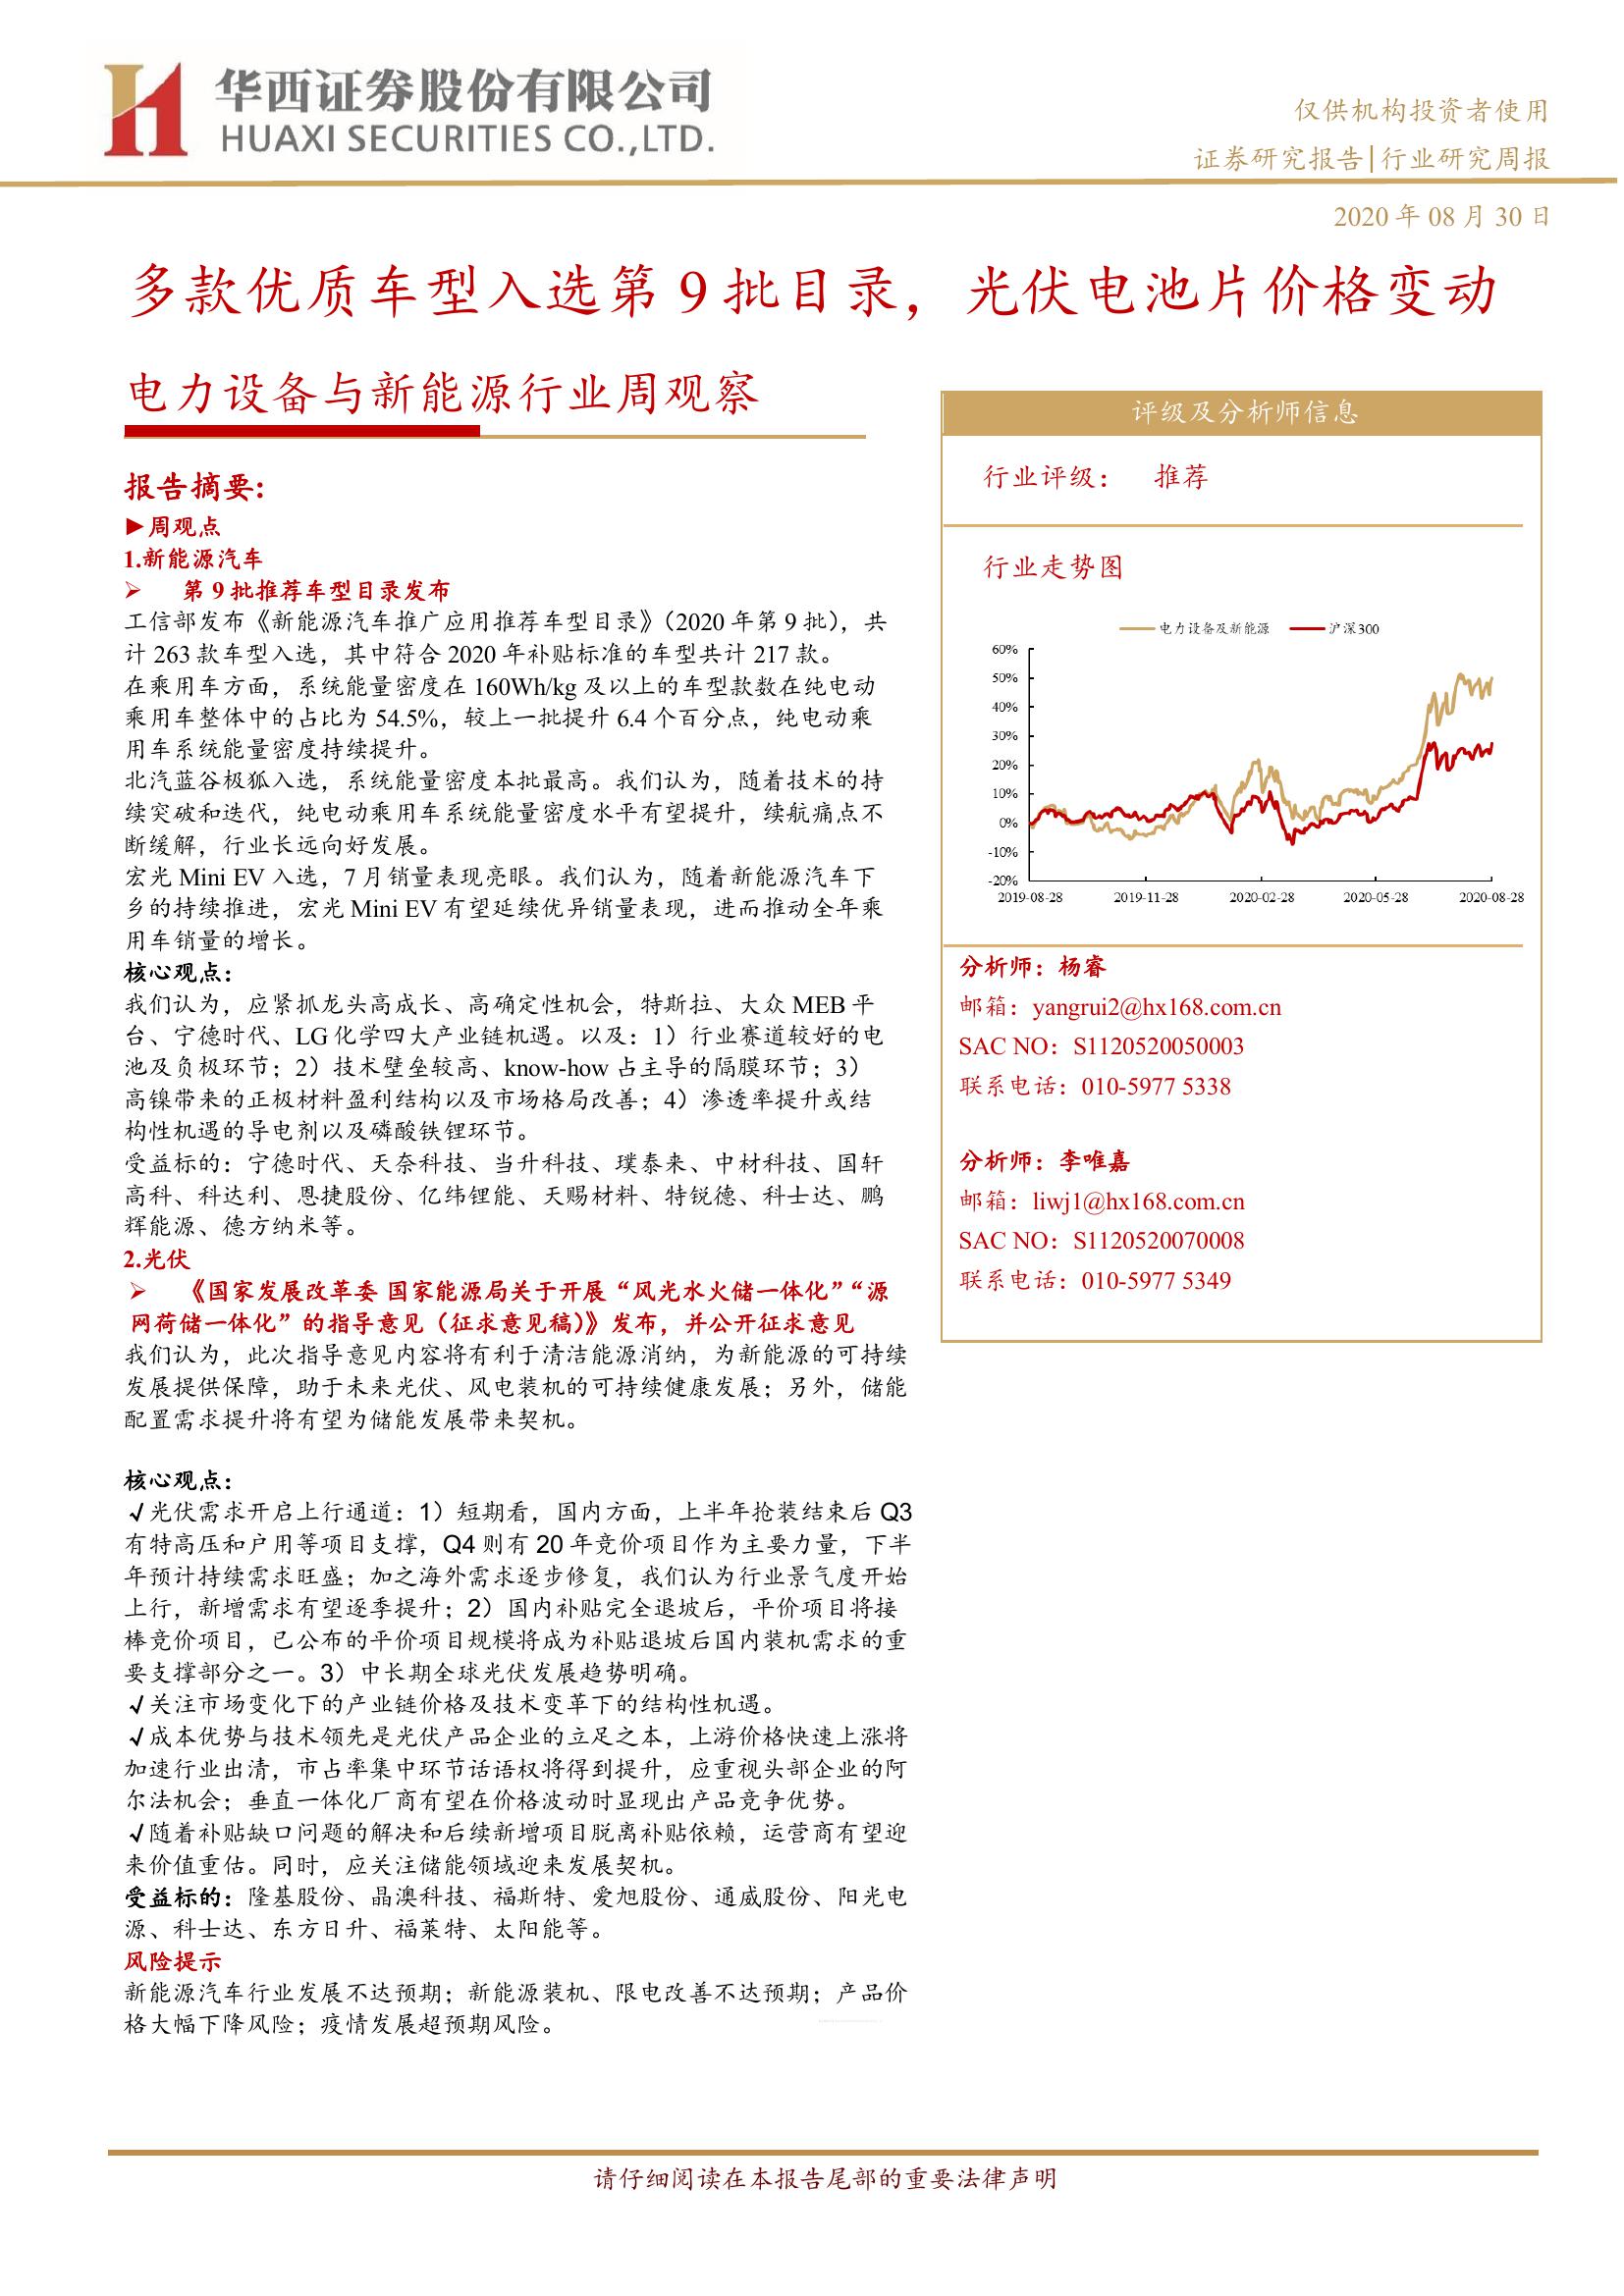 华西证券股份有限公司
HUAXI SECURITIES CO.,LTD.
仅供机构投资者使用
证券研究报告|行业研究周报
2020 年 08 月 30 日
多款优质车型入选第 9 批目录，光伏电池片价格变动
电力设备与新能源行业周观察
报告摘要:
►周观点
1.新能源汽车
➢ 第 9 批推荐车型目录发布
工信部发布《新能源汽车推广应用推荐车型目录》（2020 年第 9 批），共
计 263 款车型入选，其中符合 2020 年补贴标准的车型共计 217 款。
在乘用车方面，系统能量密度在 160Wh/kg 及以上的车型款数在纯电动
乘用车整体中的占比为 54.5%，较上一批提升 6.4 个百分点，纯电动乘
用车系统能量密度持续提升。
北汽蓝谷极狐入选，系统能量密度本批最高。我们认为，随着技术的持
续突破和迭代，纯电动乘用车系统能量密度水平有望提升，续航痛点不
断缓解，行业长远向好发展。
宏光 Mini EV 入选，7 月销量表现亮眼。我们认为，随着新能源汽车下
乡的持续推进，宏光 Mini EV 有望延续优异销量表现，进而推动全年乘
用车销量的增长。
核心观点：
我们认为，应紧抓龙头高成长、高确定性机会，特斯拉、大众 MEB 平
台、宁德时代、LG 化学四大产业链机遇。以及：1）行业赛道较好的电
池及负极环节；2）技术壁垒较高、know-how 占主导的隔膜环节；3）
高镍带来的正极材料盈利结构以及市场格局改善；4）渗透率提升或结
构性机遇的导电剂以及磷酸铁锂环节。
受益标的：宁德时代、天奈科技、当升科技、璞泰来、中材科技、国轩
高科、科达利、恩捷股份、亿纬锂能、天赐材料、特锐德、科士达、鹏
辉能源、德方纳米等。
2.光伏
➢ 《国家发展改革委 国家能源局关于开展“风光水火储一体化”“源
网荷储一体化”的指导意见（征求意见稿）》发布，并公开征求意见
我们认为，此次指导意见内容将有利于清洁能源消纳，为新能源的可持续
发展提供保障，助于未来光伏、风电装机的可持续健康发展；另外，储能
配置需求提升将有望为储能发展带来契机。
核心观点：
√光伏需求开启上行通道：1）短期看，国内方面，上半年抢装结束后 Q3
有特高压和户用等项目支撑，Q4 则有 20 年竞价项目作为主要力量，下半
年预计持续需求旺盛；加之海外需求逐步修复，我们认为行业景气度开始
上行，新增需求有望逐季提升；2）国内补贴完全退坡后，平价项目将接
棒竞价项目，已公布的平价项目规模将成为补贴退坡后国内装机需求的重
要支撑部分之一。3）中长期全球光伏发展趋势明确。
√关注市场变化下的产业链价格及技术变革下的结构性机遇。
√成本优势与技术领先是光伏产品企业的立足之本，上游价格快速上涨将
加速行业出清，市占率集中环节话语权将得到提升，应重视头部企业的阿
尔法机会；垂直一体化厂商有望在价格波动时显现出产品竞争优势。
√随着补贴缺口问题的解决和后续新增项目脱离补贴依赖，运营商有望迎
来价值重估。同时，应关注储能领域迎来发展契机。
受益标的：隆基股份、晶澳科技、福斯特、爱旭股份、通威股份、阳光电
源、科士达、东方日升、福莱特、太阳能等。
风险提示
新能源汽车行业发展不达预期；新能源装机、限电改善不达预期；产品价
格大幅下降风险；疫情发展超预期风险。
评级及分析师信息
行业评级： 推荐
行业走势图
电力设备及新能源 沪深300
60%
50%
40%
30%
20%
10%
0%
-10%
-20%
2019-08-28 2019-11-28 2020-02-28 2020-05-28 2020-08-28
分析师：杨睿
邮箱：yangrui2@hx168.com.cn
SAC NO：S1120520050003
联系电话：010-5977 5338
分析师：李唯嘉
邮箱：liwj1@hx168.com.cn
SAC NO：S1120520070008
联系电话：010-5977 5349
请仔细阅读在本报告尾部的重要法律声明